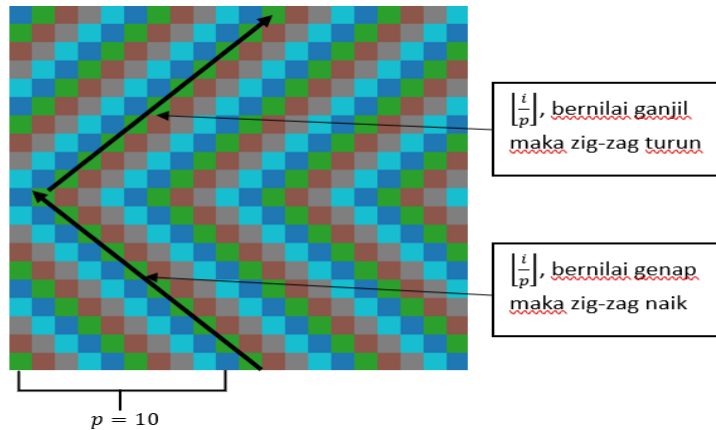 ⌊i/p⌋, bernilai ganjil
maka zig-zag turun
⌊i/p⌋, bernilai genap
maka zig-zag naik
p = 10